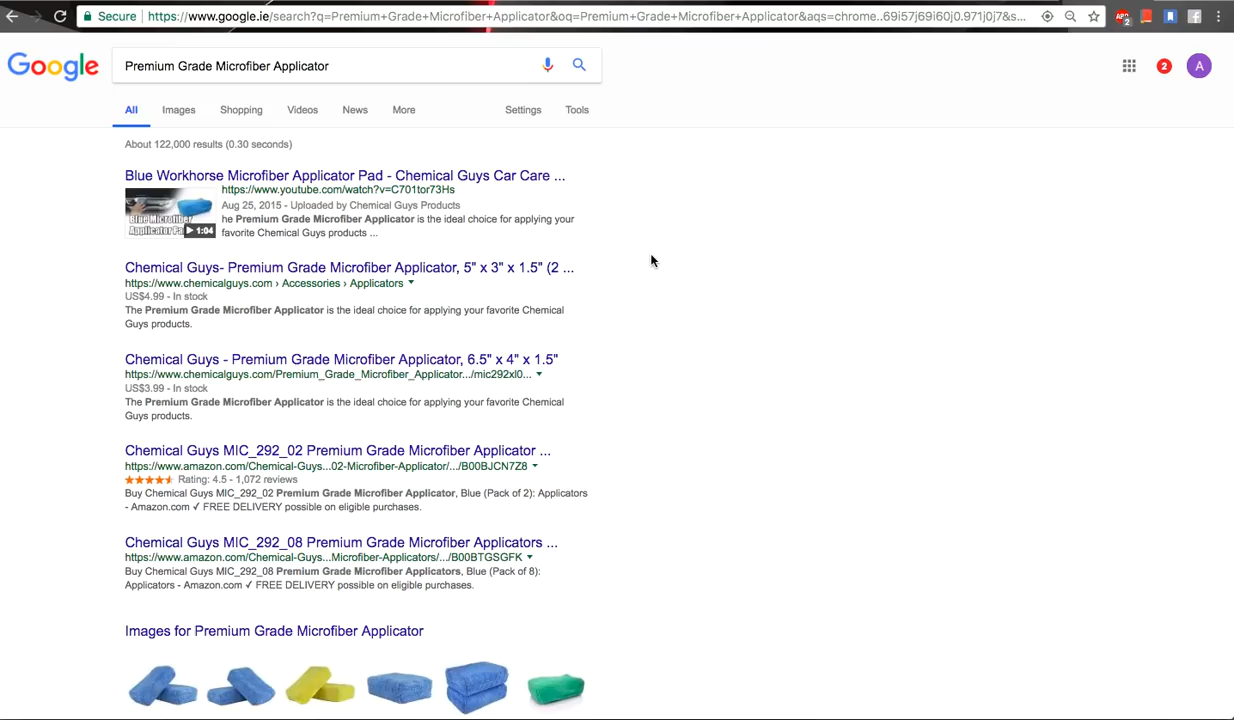 Secure https://www.google.ie/search?q=Premium+Grade+Microfiber+Applicator&oq=Premium+Grade+Microfiber+Applicator&aqs=chrome..69i57j69i60j0.971j0j7&s...
2
Google
Premium Grade Microfiber Applicator
2
A
All Images Shopping Videos News More Settings Tools
About 122,000 results (0.30 seconds)
Blue Workhorse Microfiber Applicator Pad - Chemical Guys Car Care ...
https://www.youtube.com/watch?v=C701tor73Hs
Aug 25, 2015 - Uploaded by Chemical Guys Products
he Premium Grade Microfiber Applicator is the ideal choice for applying your
favorite Chemical Guys products ...
Blue Microfiber
Applicator Pa
1:04
Chemical Guys- Premium Grade Microfiber Applicator, 5" x 3" x 1.5" (2 ...
https://www.chemicalguys.com › Accessories › Applicators
US$4.99 - In stock
The Premium Grade Microfiber Applicator is the ideal choice for applying your favorite Chemical
Guys products.
Chemical Guys - Premium Grade Microfiber Applicator, 6.5" x 4" x 1.5"
https://www.chemicalguys.com/Premium_Grade_Microfiber_Applicator.../mic292xl0...
US$3.99 - In stock
The Premium Grade Microfiber Applicator is the ideal choice for applying your favorite Chemical
Guys products.
Chemical Guys MIC_292_02 Premium Grade Microfiber Applicator ...
https://www.amazon.com/Chemical-Guys...02-Microfiber-Applicator/.../B00BJCN7Z8
Rating: 4.5 - 1,072 reviews
Buy Chemical Guys MIC_292_02 Premium Grade Microfiber Applicator, Blue (Pack of 2): Applicators
- Amazon.com ✓ FREE DELIVERY possible on eligible purchases.
Chemical Guys MIC_292_08 Premium Grade Microfiber Applicators ...
https://www.amazon.com/Chemical-Guys...Microfiber-Applicators/.../B00BTGSGFK
Buy Chemical Guys MIC_292_08 Premium Grade Microfiber Applicators, Blue (Pack of 8):
Applicators - Amazon.com ✓ FREE DELIVERY possible on eligible purchases.
Images for Premium Grade Microfiber Applicator